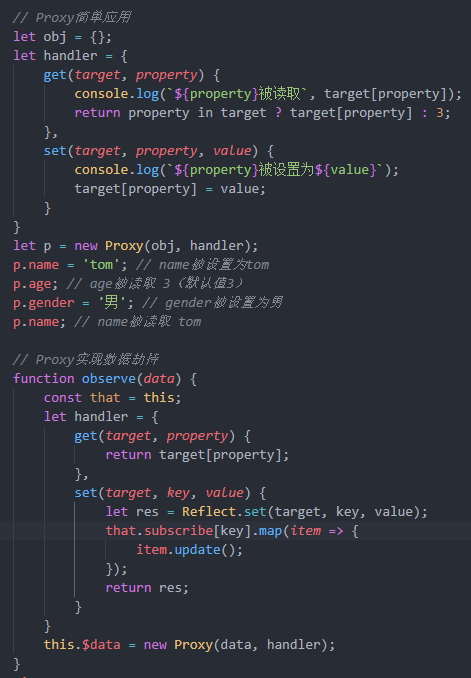 // Proxy简单应用
let obj = {};
let handler = {
    get(target, property) {
        console.log(`${property}被读取`, target[property]);
        return property in target ? target[property] : 3;
    },
    set(target, property, value) {
        console.log(`${property}被设置为${value}`);
        target[property] = value;
    }
}
let p = new Proxy(obj, handler);
p.name = 'tom'; // name被设置为tom
p.age; // age被读取 3（默认值3）
p.gender = '男'; // gender被设置为男
p.name; // name被读取 tom

// Proxy实现数据劫持
function observe(data) {
    const that = this;
    let handler = {
        get(target, property) {
            return target[property];
        },
        set(target, key, value) {
            let res = Reflect.set(target, key, value);
            that.subscribe[key].map(item => {
                item.update();
            });
            return res;
        }
    }
    this.$data = new Proxy(data, handler);
}